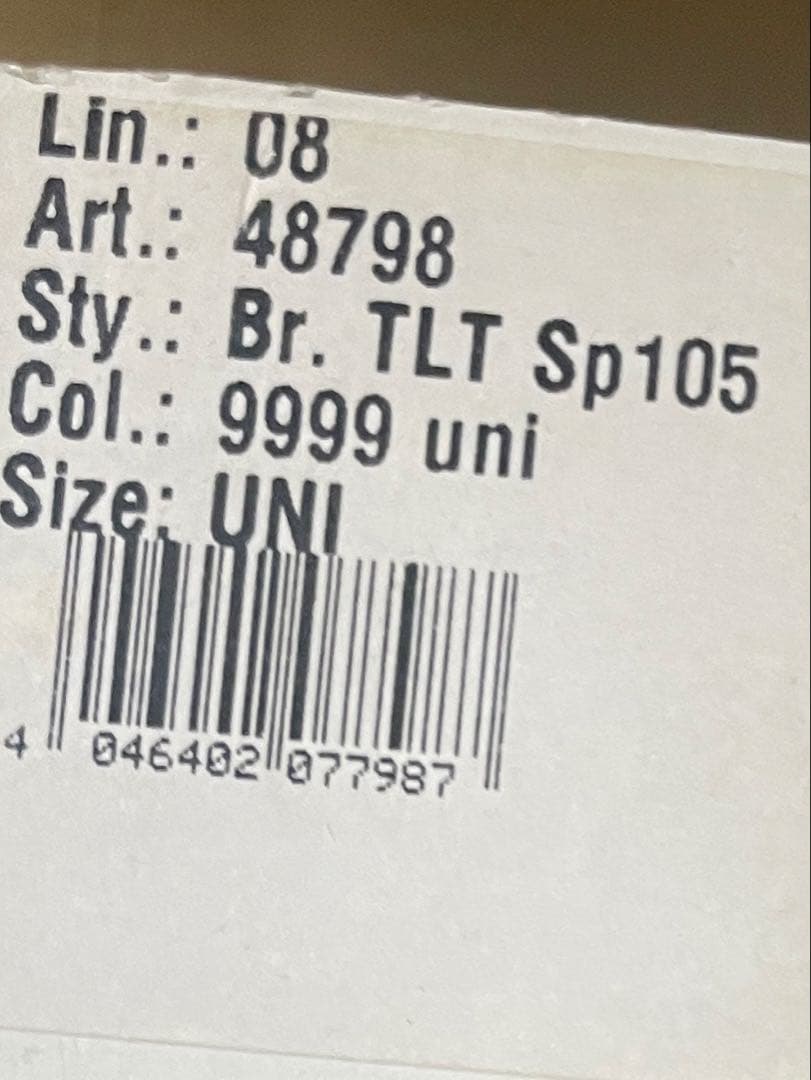 Lin.: 08
Art.: 48798
Sty.: Br. TLT Sp105
Col.: 9999 uni
Size: UNI
4 046402 077987